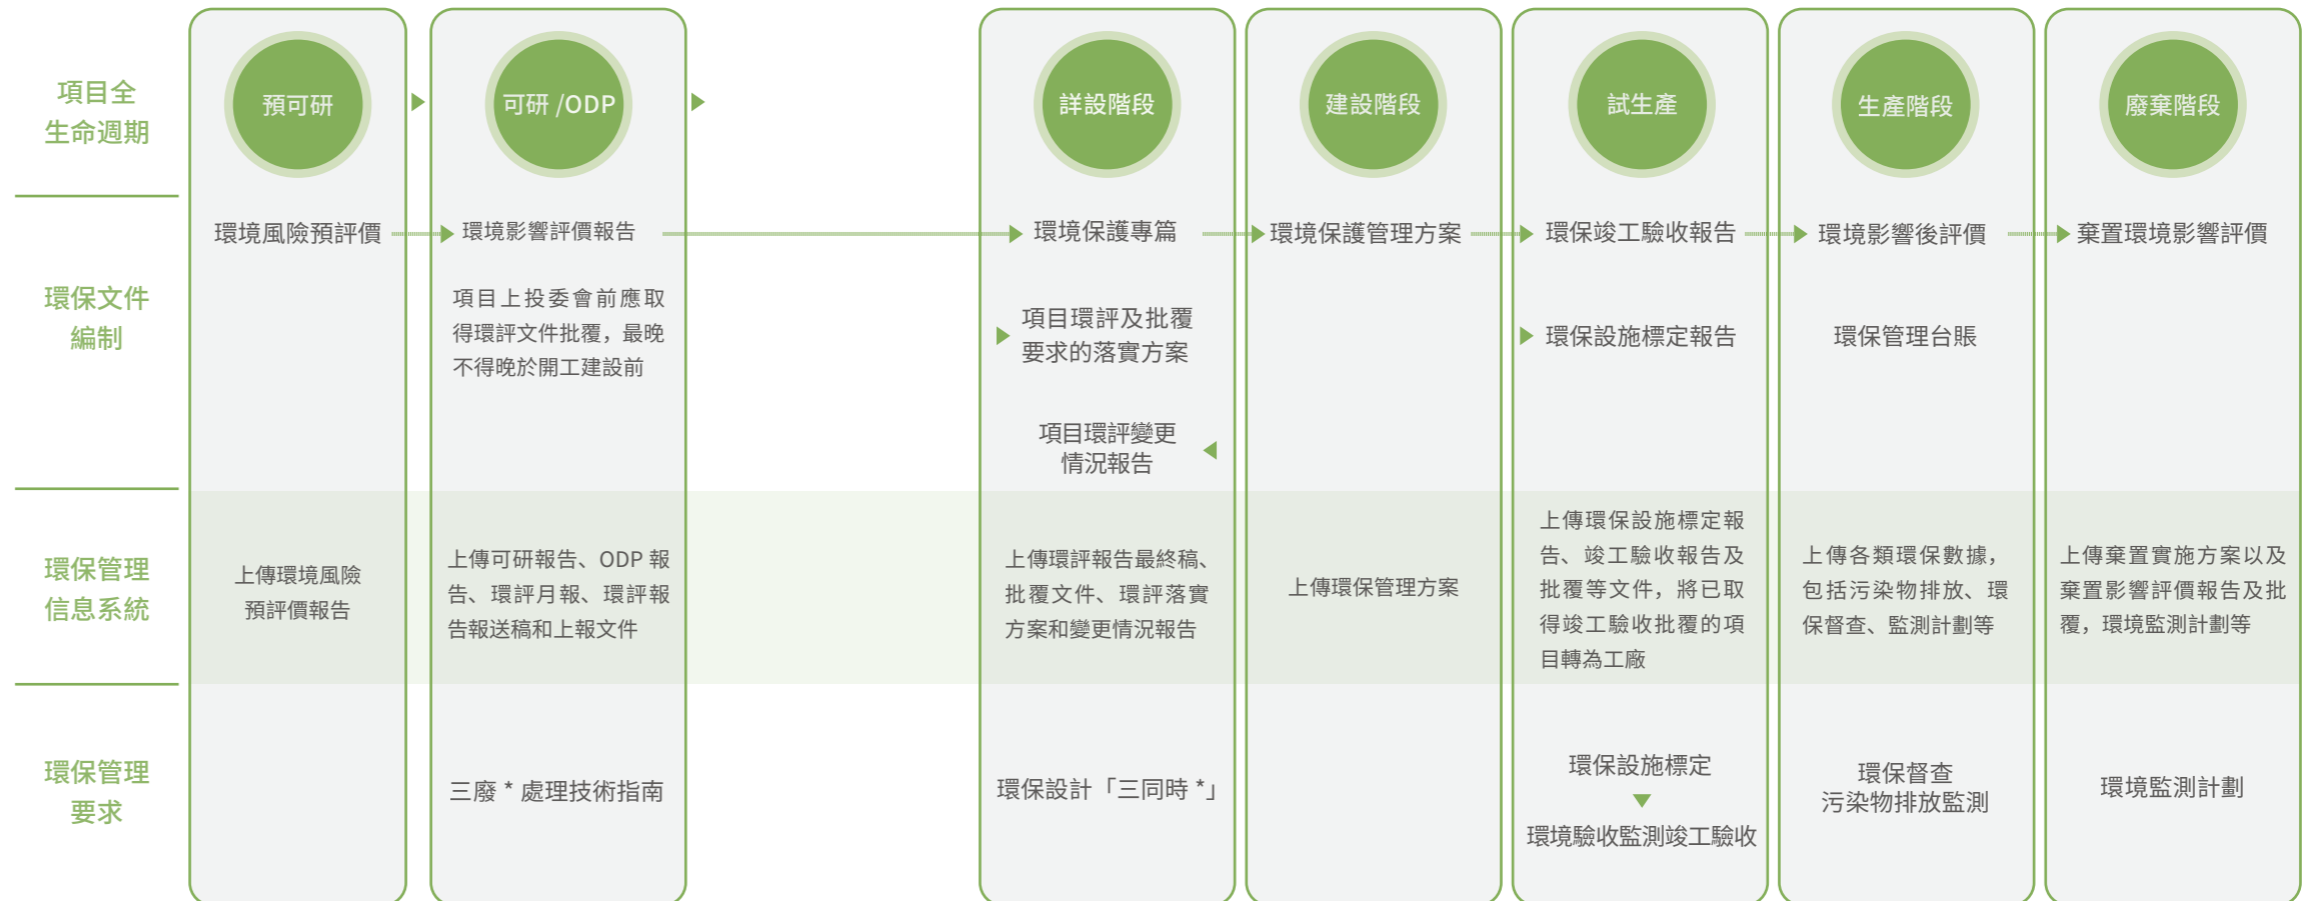 項目全
生命週期
預可研
可研 /ODP
詳設階段
建設階段
試生產
生產階段
廢棄階段
環保文件
編制
環境風險預評價
環境影響評價報告
項目上投委會前應取
得環評文件批覆，最晚
不得晚於開工建設前
環境保護專篇
項目環評及批覆
要求的落實方案
項目環評變更
情況報告
環境保護管理方案
環保竣工驗收報告
環保設施標定報告
環境影響後評價
環保管理台賬
棄置環境影響評價
環保管理
信息系統
上傳環境風險
預評價報告
上傳可研報告、ODP 報
告、環評月報、環評報
告報送稿和上報文件
上傳環評報告最終稿、
批覆文件、環評落實
方案和變更情況報告
上傳環保管理方案
上傳環保設施標定報
告、竣工驗收報告及
批覆等文件，將已取
得竣工驗收批覆的項
目轉為工廠
上傳各類環保數據，
包括污染物排放、環
保督查、監測計劃等
上傳棄置實施方案以及
棄置影響評價報告及批
覆，環境監測計劃等
環保管理
要求
三廢 * 處理技術指南
環保設計「三同時 *」
環保設施標定
環境驗收監測竣工驗收
環保督查
污染物排放監測
環境監測計劃